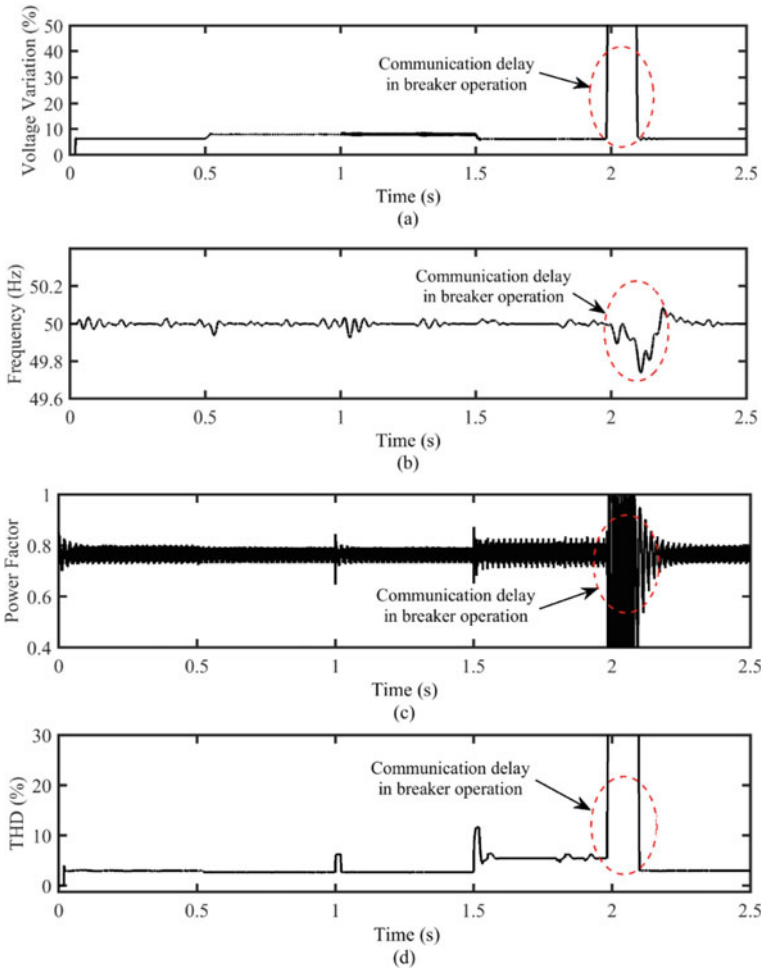 Voltage Variation (%)
50
40
30
20
10
0
Communication delay
in breaker operation
0 0.5 1 1.5 2 2.5
Time (s)
(a)
Frequency (Hz)
50.2
50
49.8
49.6
Communication delay
in breaker operation
0 0.5 1 1.5 2 2.5
Time (s)
(b)
Power Factor
1
0.8
0.6
0.4
Communication delay
in breaker operation
0 0.5 1 1.5 2 2.5
Time (s)
(c)
THD (%)
30
20
10
0
Communication delay
in breaker operation
0 0.5 1 1.5 2 2.5
Time (s)
(d)